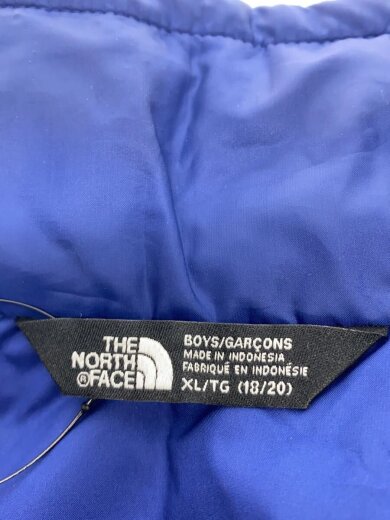 THE
NORTH
®FACE
BOYS/GARÇONS
MADE IN INDONESIA
FABRIQUÉ EN INDONÉSIE
XL/TG (18/20)